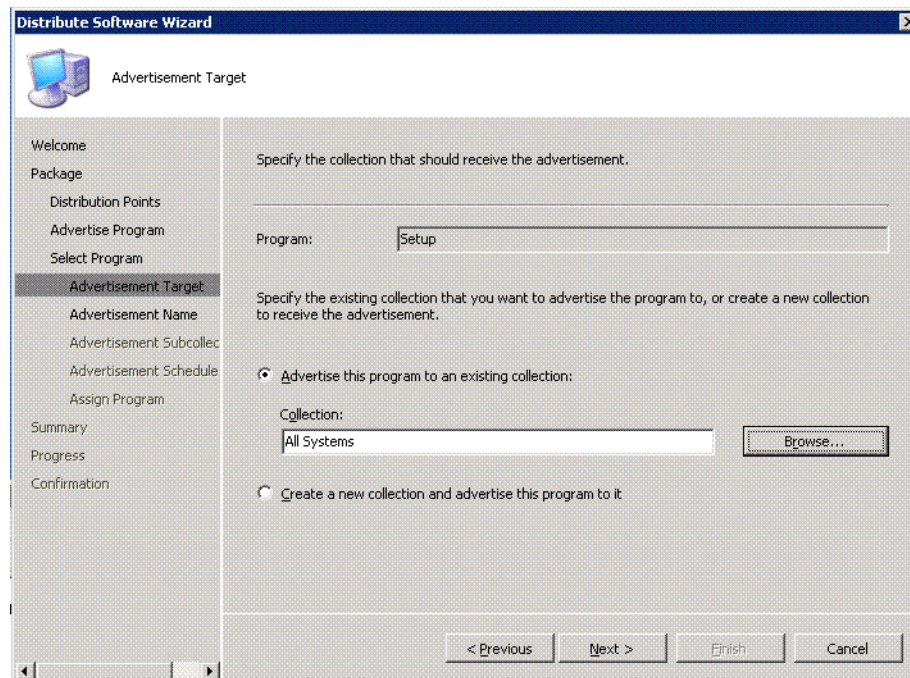 Distribute Software Wizard
Advertisement Target
Welcome
Package
Distribution Points
Advertise Program
Select Program
Advertisement Target
Advertisement Name
Advertisement Subcollec
Advertisement Schedule
Assign Program
Summary
Progress
Confirmation
Specify the collection that should receive the advertisement.
Program: Setup
Specify the existing collection that you want to advertise the program to, or create a new collection
to receive the advertisement.
Advertise this program to an existing collection:
Collection:
All Systems Browse...
Create a new collection and advertise this program to it
< Previous Next > Finish Cancel